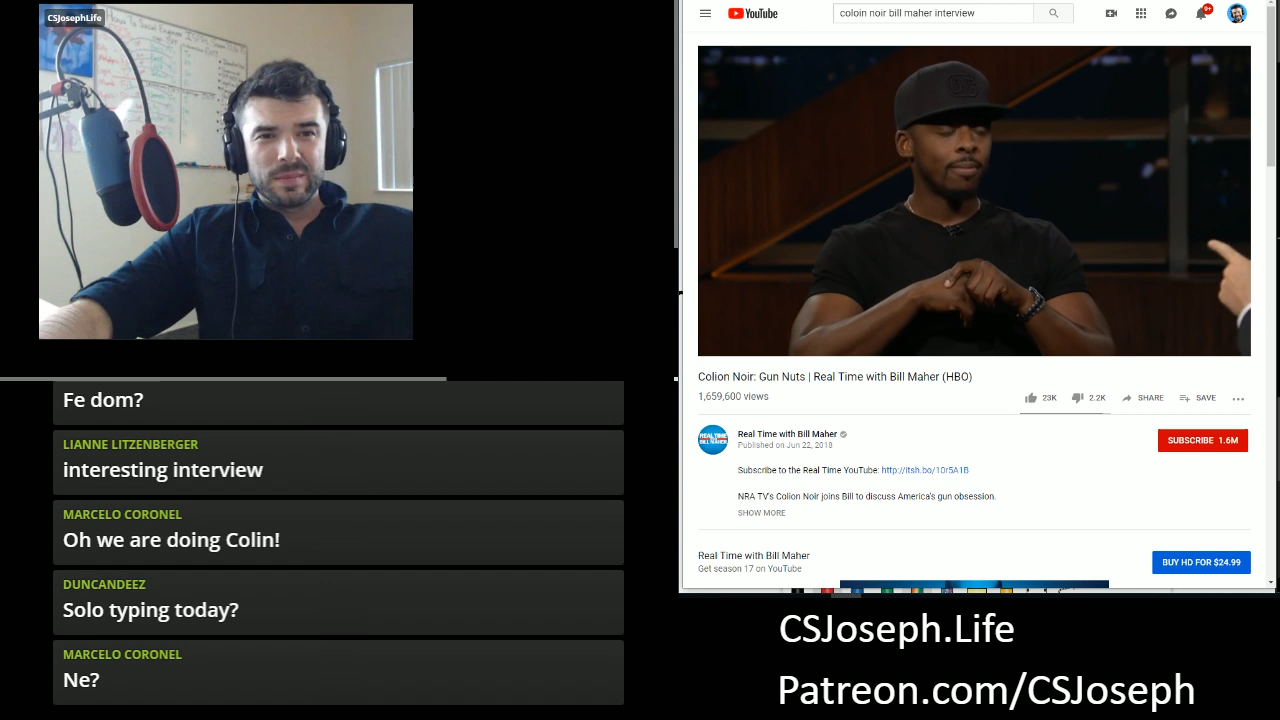 CSJosephLife
Fe dom?
LIANNE LITZENBERGER
interesting interview
MARCELO CORONEL
Oh we are doing Colin!
DUNCANDEEZ
Solo typing today?
MARCELO CORONEL
Ne?
YouTube
coloin noir bill maher interview
9+
Colion Noir: Gun Nuts | Real Time with Bill Maher (HBO)
1,659,600 views
23K
2.2K
SHARE
SAVE
Real Time with Bill Maher
Published on Jun 22, 2018
SUBSCRIBE 1.6M
Subscribe to the Real Time YouTube: http://itsh.bo/10r5A1B
NRA TV's Colion Noir joins Bill to discuss America's gun obsession.
SHOW MORE
Real Time with Bill Maher
Get season 17 on YouTube
BUY HD FOR $24.99
CSJoseph.Life
Patreon.com/CSJoseph